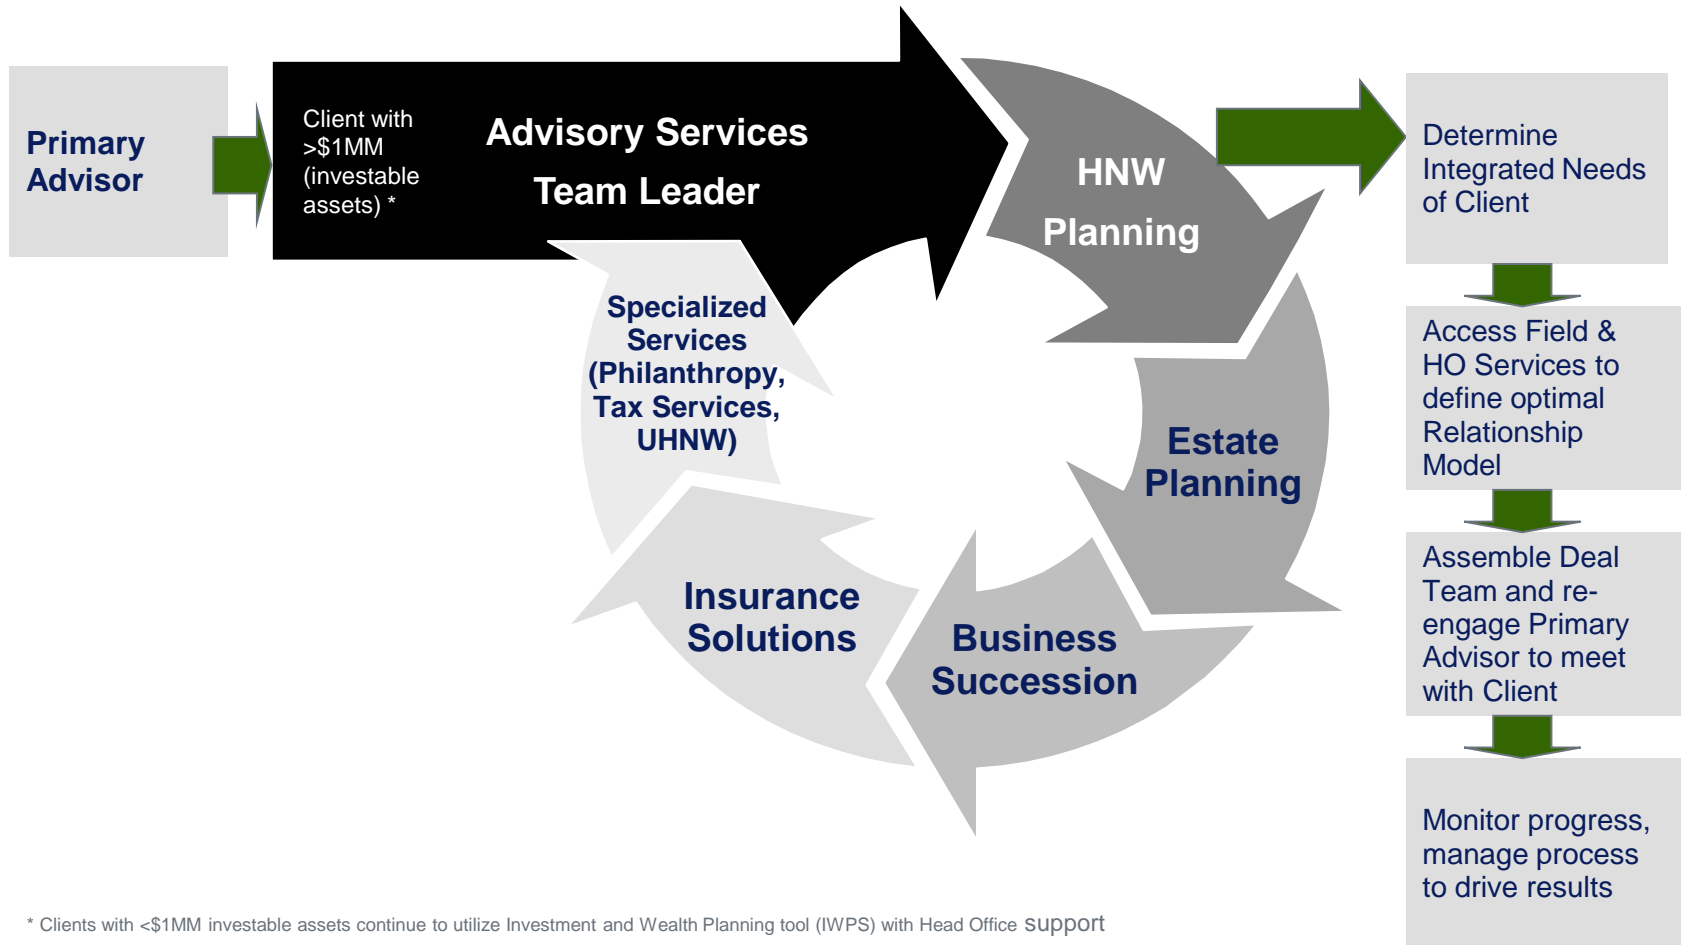 Primary
Advisor
Client with
>$1MM
(investable
assets) *
Advisory Services
Team Leader
HNW
Planning
Estate
Planning
Business
Succession
Insurance
Solutions
Specialized
Services
(Philanthropy,
Tax Services,
UHNW)
Determine
Integrated Needs
of Client
Access Field &
HO Services to
define optimal
Relationship
Model
Assemble Deal
Team and re-
engage Primary
Advisor to meet
with Client
Monitor progress,
manage process
to drive results
* Clients with <$1MM investable assets continue to utilize Investment and Wealth Planning tool (IWPS) with Head Office support